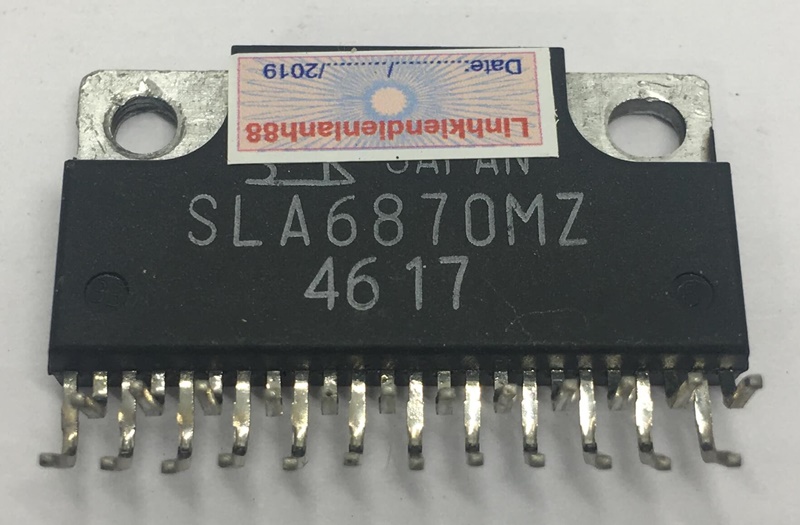 Date:............/............/2019
Linhkiendienlanh88
JAPAN
SLA6870MZ
4617